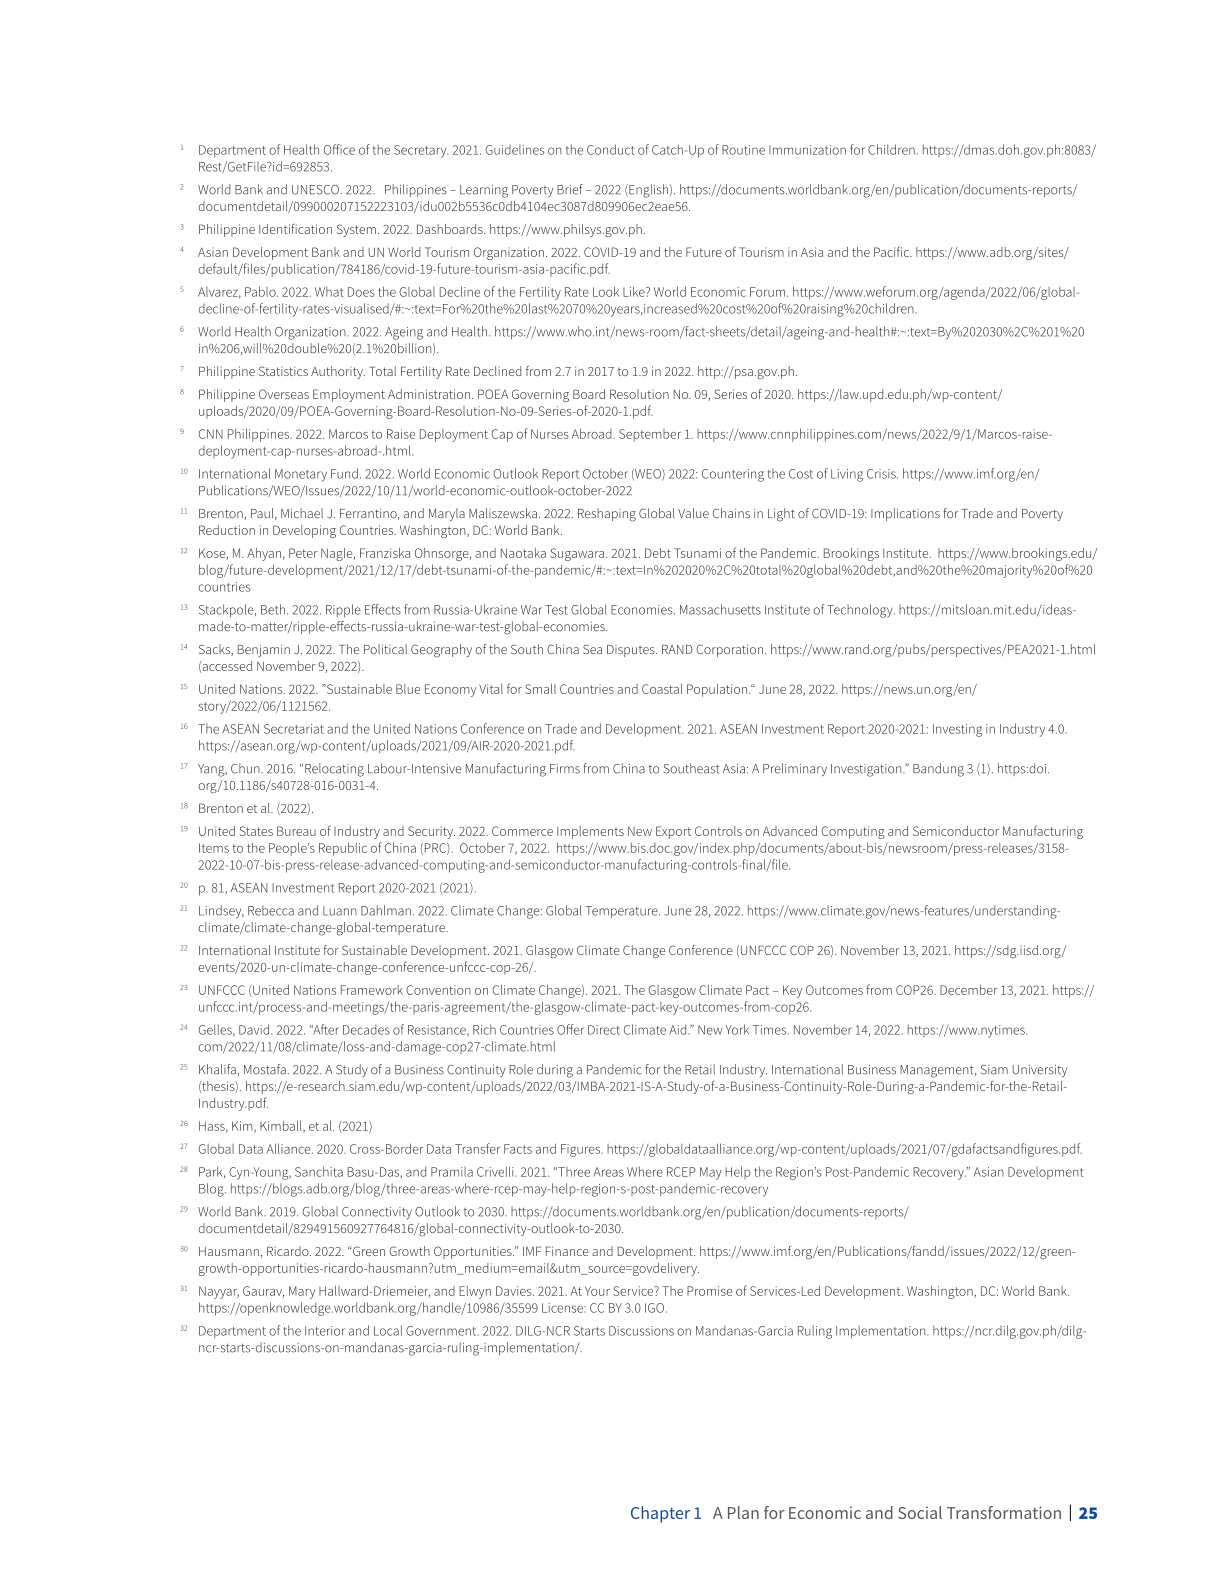 1 Department of Health Office of the Secretary. 2021. Guidelines on the Conduct of Catch-Up of Routine Immunization for Children. https://dmas.doh.gov.ph:8083/
Rest/GetFile?id=692853.
2 World Bank and UNESCO. 2022. Philippines – Learning Poverty Brief – 2022 (English). https://documents.worldbank.org/en/publication/documents-reports/
documentdetail/099000207152223103/idu002b5536c0db4104ec3087d809906ec2eae56.
3 Philippine Identification System. 2022. Dashboards. https://www.philsys.gov.ph.
4 Asian Development Bank and UN World Tourism Organization. 2022. COVID-19 and the Future of Tourism in Asia and the Pacific. https://www.adb.org/sites/
default/files/publication/784186/covid-19-future-tourism-asia-pacific.pdf.
5 Alvarez, Pablo. 2022. What Does the Global Decline of the Fertility Rate Look Like? World Economic Forum. https://www.weforum.org/agenda/2022/06/global-
decline-of-fertility-rates-visualised/#:~:text=For%20the%20last%2070%20years,increased%20cost%20of%20raising%20children.
6 World Health Organization. 2022. Ageing and Health. https://www.who.int/news-room/fact-sheets/detail/ageing-and-health#:~:text=By%202030%2C%201%20
in%206,will%20double%20(2.1%20billion).
7 Philippine Statistics Authority. Total Fertility Rate Declined from 2.7 in 2017 to 1.9 in 2022. http://psa.gov.ph.
8 Philippine Overseas Employment Administration. POEA Governing Board Resolution No. 09, Series of 2020. https://law.upd.edu.ph/wp-content/
uploads/2020/09/POEA-Governing-Board-Resolution-No-09-Series-of-2020-1.pdf.
9 CNN Philippines. 2022. Marcos to Raise Deployment Cap of Nurses Abroad. September 1. https://www.cnnphilippines.com/news/2022/9/1/Marcos-raise-
deployment-cap-nurses-abroad-.html.
10 International Monetary Fund. 2022. World Economic Outlook Report October (WEO) 2022: Countering the Cost of Living Crisis. https://www.imf.org/en/
Publications/WEO/Issues/2022/10/11/world-economic-outlook-october-2022
11 Brenton, Paul, Michael J. Ferrantino, and Maryla Maliszewska. 2022. Reshaping Global Value Chains in Light of COVID-19: Implications for Trade and Poverty
Reduction in Developing Countries. Washington, DC: World Bank.
12 Kose, M. Ahyan, Peter Nagle, Franziska Ohnsorge, and Naotaka Sugawara. 2021. Debt Tsunami of the Pandemic. Brookings Institute. https://www.brookings.edu/
blog/future-development/2021/12/17/debt-tsunami-of-the-pandemic/#:~:text=In%202020%2C%20total%20global%20debt,and%20the%20majority%20of%20
countries
13 Stackpole, Beth. 2022. Ripple Effects from Russia-Ukraine War Test Global Economies. Massachusetts Institute of Technology. https://mitsloan.mit.edu/ideas-
made-to-matter/ripple-effects-russia-ukraine-war-test-global-economies.
14 Sacks, Benjamin J. 2022. The Political Geography of the South China Sea Disputes. RAND Corporation. https://www.rand.org/pubs/perspectives/PEA2021-1.html
(accessed November 9, 2022).
15 United Nations. 2022. ”Sustainable Blue Economy Vital for Small Countries and Coastal Population.“ June 28, 2022. https://news.un.org/en/
story/2022/06/1121562.
16 The ASEAN Secretariat and the United Nations Conference on Trade and Development. 2021. ASEAN Investment Report 2020-2021: Investing in Industry 4.0.
https://asean.org/wp-content/uploads/2021/09/AIR-2020-2021.pdf.
17 Yang, Chun. 2016. “Relocating Labour-Intensive Manufacturing Firms from China to Southeast Asia: A Preliminary Investigation.” Bandung 3 (1). https:doi.
org/10.1186/s40728-016-0031-4.
18 Brenton et al. (2022).
19 United States Bureau of Industry and Security. 2022. Commerce Implements New Export Controls on Advanced Computing and Semiconductor Manufacturing
Items to the People’s Republic of China (PRC). October 7, 2022. https://www.bis.doc.gov/index.php/documents/about-bis/newsroom/press-releases/3158-
2022-10-07-bis-press-release-advanced-computing-and-semiconductor-manufacturing-controls-final/file.
20 p. 81, ASEAN Investment Report 2020-2021 (2021).
21 Lindsey, Rebecca and Luann Dahlman. 2022. Climate Change: Global Temperature. June 28, 2022. https://www.climate.gov/news-features/understanding-
climate/climate-change-global-temperature.
22 International Institute for Sustainable Development. 2021. Glasgow Climate Change Conference (UNFCCC COP 26). November 13, 2021. https://sdg.iisd.org/
events/2020-un-climate-change-conference-unfccc-cop-26/.
23 UNFCCC (United Nations Framework Convention on Climate Change). 2021. The Glasgow Climate Pact – Key Outcomes from COP26. December 13, 2021. https://
unfccc.int/process-and-meetings/the-paris-agreement/the-glasgow-climate-pact-key-outcomes-from-cop26.
24 Gelles, David. 2022. “After Decades of Resistance, Rich Countries Offer Direct Climate Aid.” New York Times. November 14, 2022. https://www.nytimes.
com/2022/11/08/climate/loss-and-damage-cop27-climate.html
25 Khalifa, Mostafa. 2022. A Study of a Business Continuity Role during a Pandemic for the Retail Industry. International Business Management, Siam University
(thesis). https://e-research.siam.edu/wp-content/uploads/2022/03/IMBA-2021-IS-A-Study-of-a-Business-Continuity-Role-During-a-Pandemic-for-the-Retail-
Industry.pdf.
26 Hass, Kim, Kimball, et al. (2021)
27 Global Data Alliance. 2020. Cross-Border Data Transfer Facts and Figures. https://globaldataalliance.org/wp-content/uploads/2021/07/gdafactsandfigures.pdf.
28 Park, Cyn-Young, Sanchita Basu-Das, and Pramila Crivelli. 2021. “Three Areas Where RCEP May Help the Region’s Post-Pandemic Recovery.” Asian Development
Blog. https://blogs.adb.org/blog/three-areas-where-rcep-may-help-region-s-post-pandemic-recovery
29 World Bank. 2019. Global Connectivity Outlook to 2030. https://documents.worldbank.org/en/publication/documents-reports/
documentdetail/829491560927764816/global-connectivity-outlook-to-2030.
30 Hausmann, Ricardo. 2022. “Green Growth Opportunities.” IMF Finance and Development. https://www.imf.org/en/Publications/fandd/issues/2022/12/green-
growth-opportunities-ricardo-hausmann?utm_medium=email&utm_source=govdelivery.
31 Nayyar, Gaurav, Mary Hallward-Driemeier, and Elwyn Davies. 2021. At Your Service? The Promise of Services-Led Development. Washington, DC: World Bank.
https://openknowledge.worldbank.org/handle/10986/35599 License: CC BY 3.0 IGO.
32 Department of the Interior and Local Government. 2022. DILG-NCR Starts Discussions on Mandanas-Garcia Ruling Implementation. https://ncr.dilg.gov.ph/dilg-
ncr-starts-discussions-on-mandanas-garcia-ruling-implementation/.
Chapter 1 A Plan for Economic and Social Transformation | 25